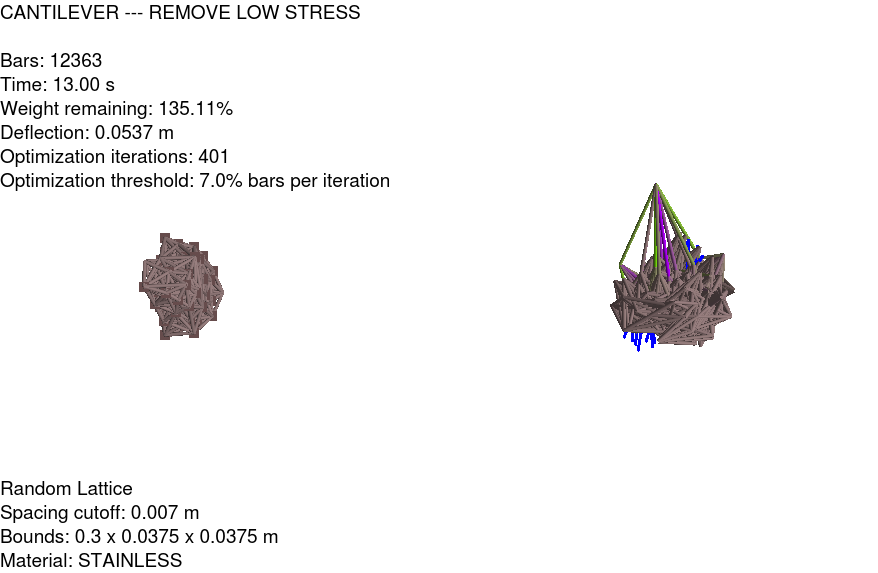 CANTILEVER --- REMOVE LOW STRESS
Bars: 12363
Time: 13.00 s
Weight remaining: 135.11%
Deflection: 0.0537 m
Optimization iterations: 401
Optimization threshold: 7.0% bars per iteration
Random Lattice
Spacing cutoff: 0.007 m
Bounds: 0.3 x 0.0375 x 0.0375 m
Material: STAINLESS